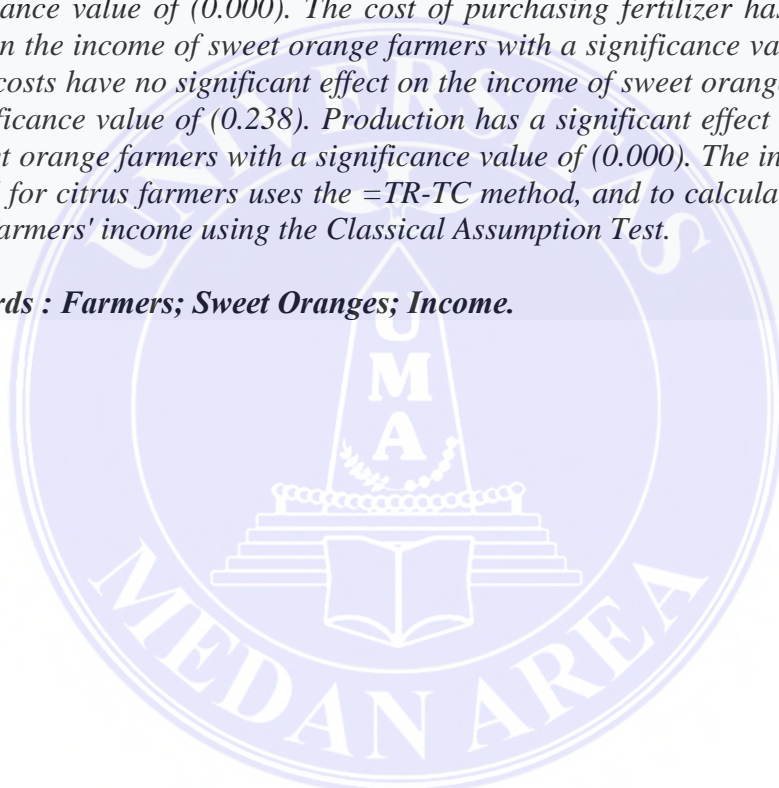 ance value of (0.000). The cost of purchasing fertilizer has
n the income of sweet orange farmers with a significance va
costs have no significant effect on the income of sweet orang
ficance value of (0.238). Production has a significant effect
t orange farmers with a significance value of (0.000). The in
for citrus farmers uses the =TR-TC method, and to calcula
armers' income using the Classical Assumption Test.
rds : Farmers; Sweet Oranges; Income.
UNIVERSITAS
UMA
MEDAN AREA